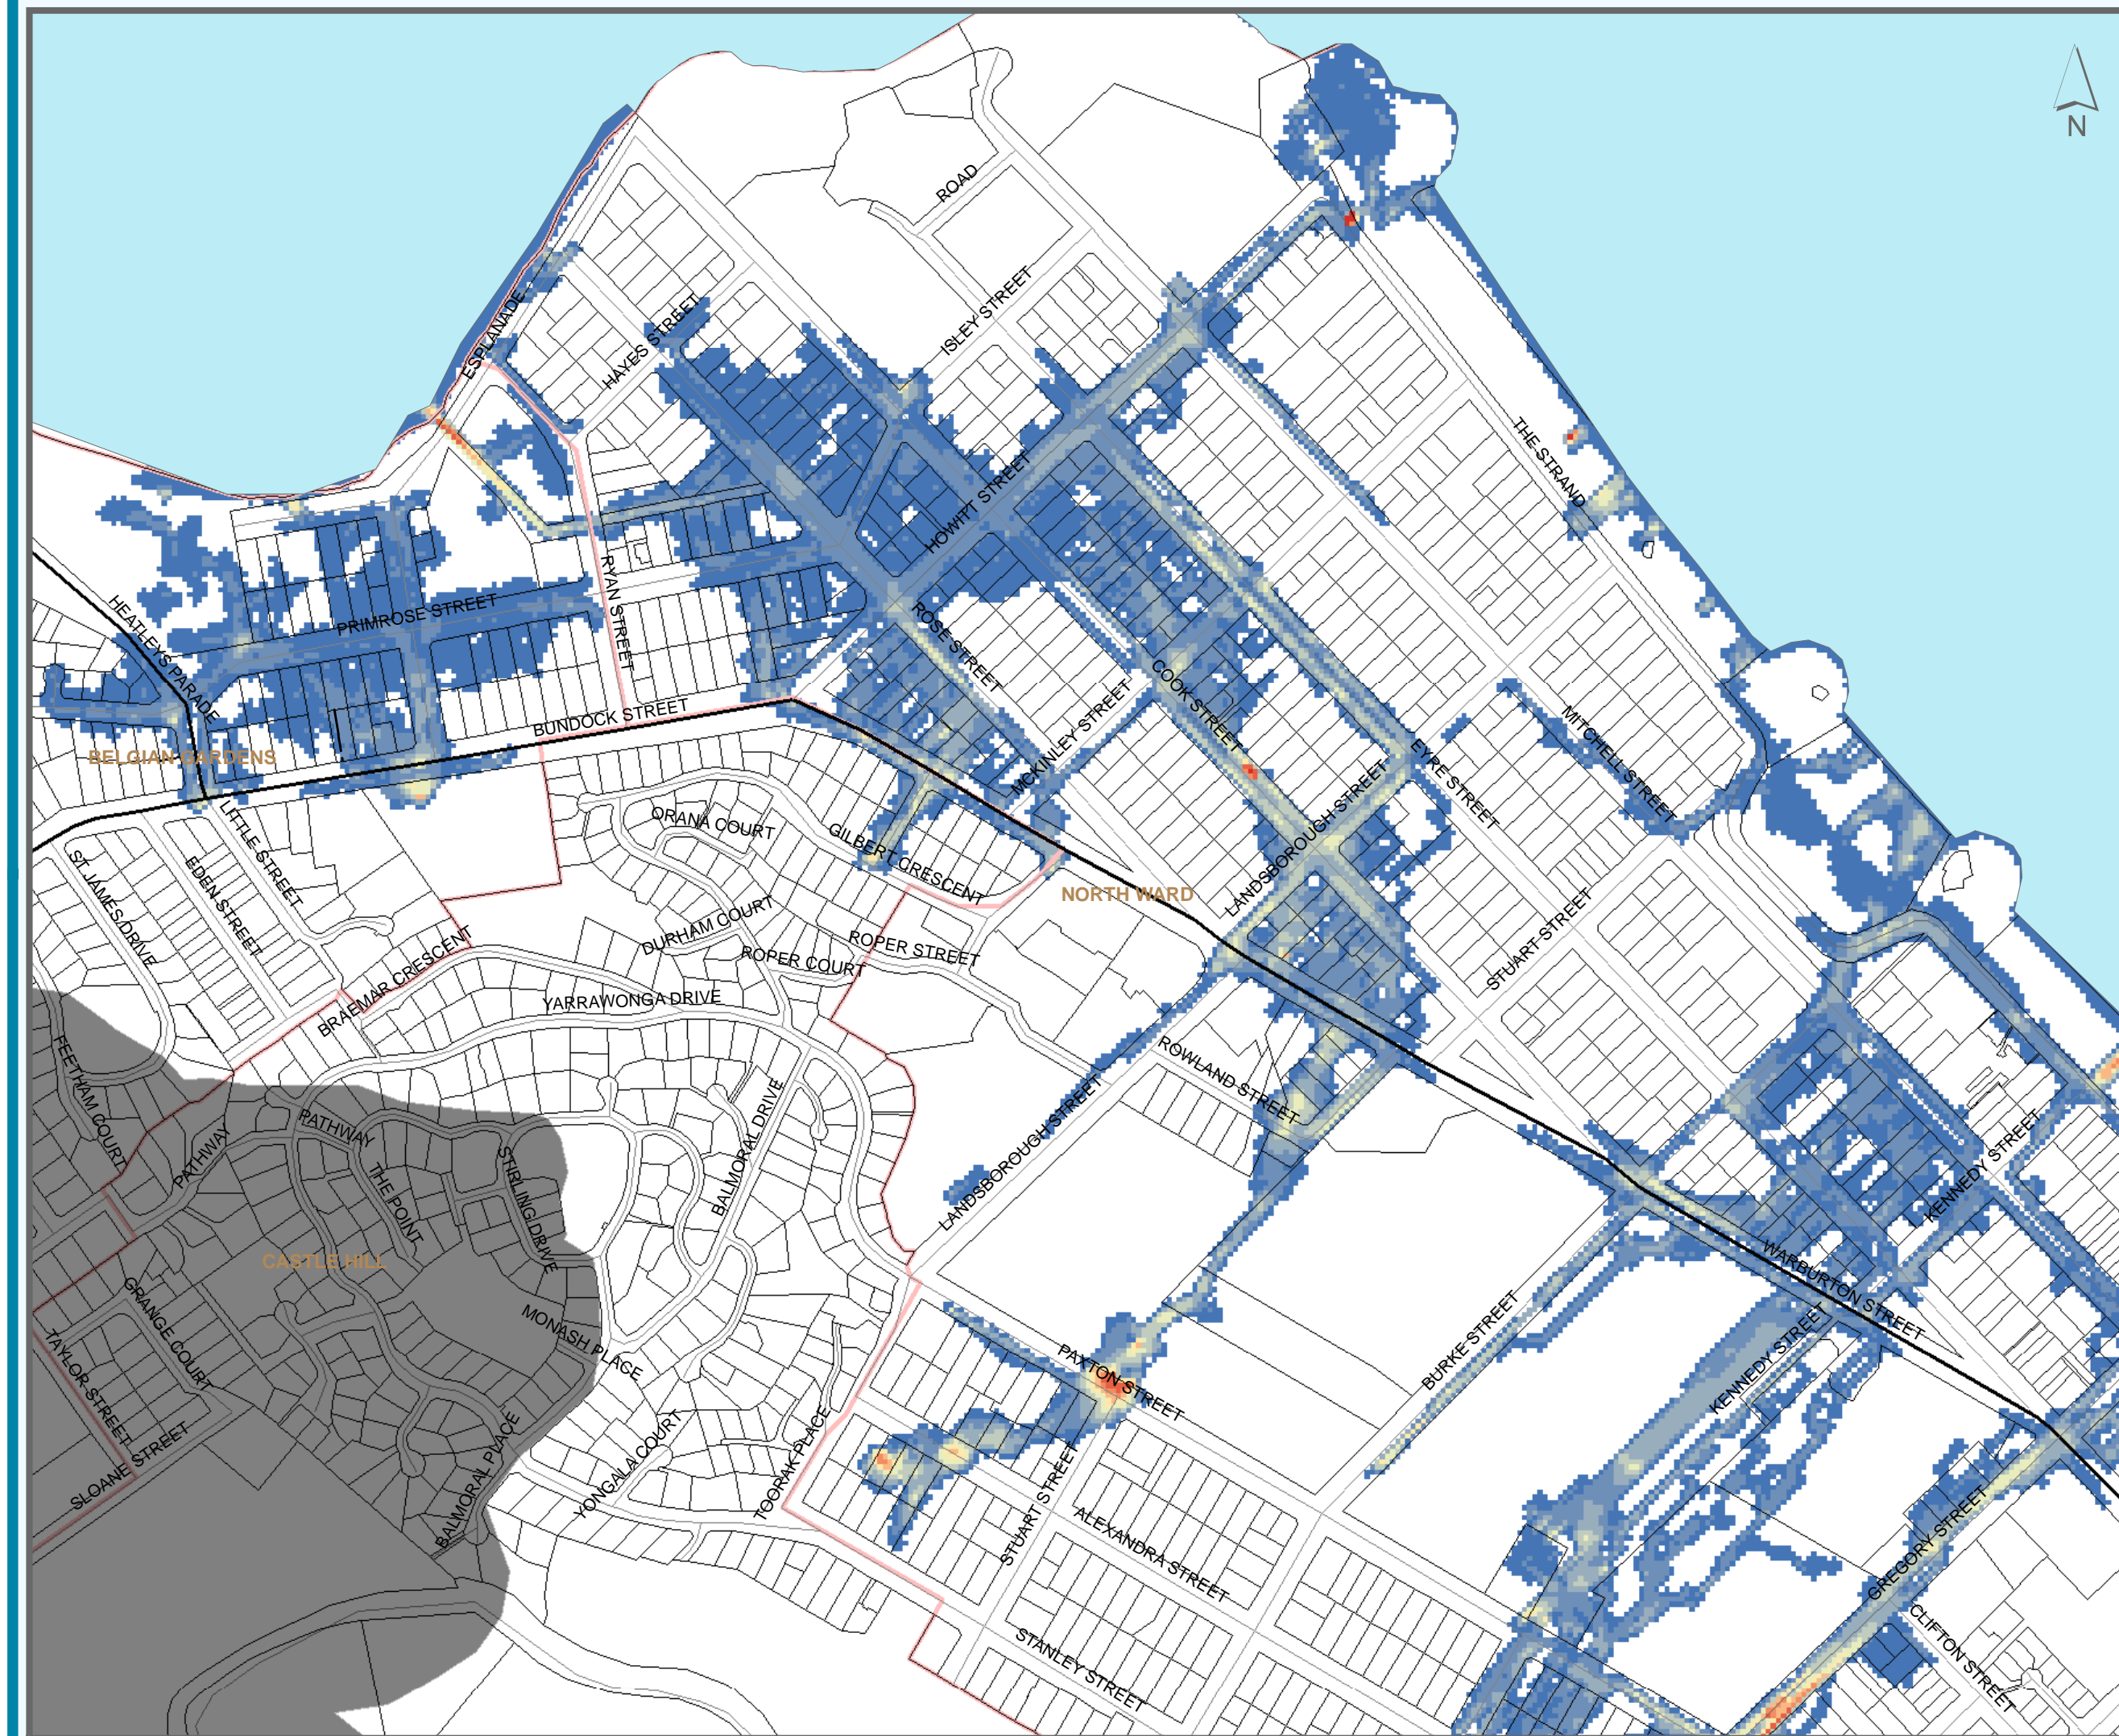 N
ROAD
ISLEY STREET
HAYES STREET
ESPLANADE
THE STRAND
HOWITT STREET
RYAN STREET
PRIMROSE STREET
HEATLEYS PARADE
ROSE STREET
COOK STREET
MCKINLEY STREET
MITCHELL STREET
EYRE STREET
BUNDOCK STREET
BELGIAN GARDENS
LITTLE STREET
ORANA COURT
GILBERT CRESCENT
LANDSBOROUGH STREET
NORTH WARD
ST JAMES DRIVE
EDEN STREET
DURHAM COURT
ROPER STREET
ROPER COURT
STUART STREET
BRAEMAR CRESCENT
YARRAWONGA DRIVE
FEETHAM COURT
ROWLAND STREET
PATHWAY
PATHWAY
THE POINT
STIRLING DRIVE
BALMORAL DRIVE
LANDSBOROUGH STREET
KENNEDY STREET
CASTLE HILL
WARBURTON STREET
GRANGE COURT
MONASH PLACE
PAXTON STREET
BURKE STREET
KENNEDY STREET
TAYLOR STREET
SLOANE STREET
BALMORAL PLACE
YONGALA COURT
TOORAK PLACE
STUART STREET
ALEXANDRA STREET
GREGORY STREET
CLIFTON STREET
STANLEY STREET